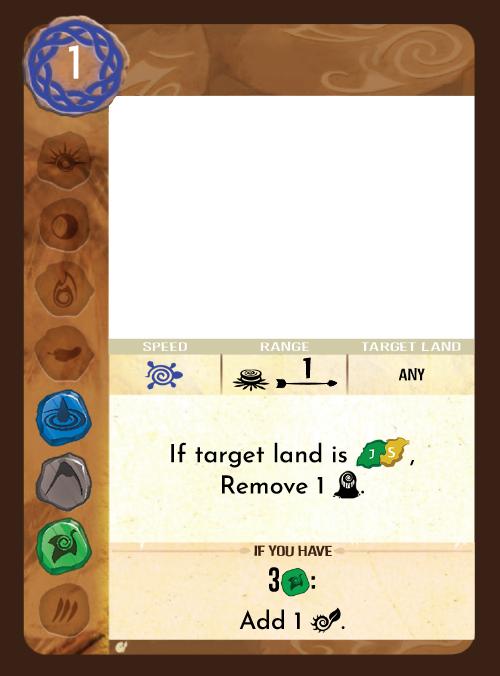 1
SPEED RANGE TARGET LAND
1 ANY
If target land is J S,
Remove 1 .
IF YOU HAVE
3 :
Add 1 .